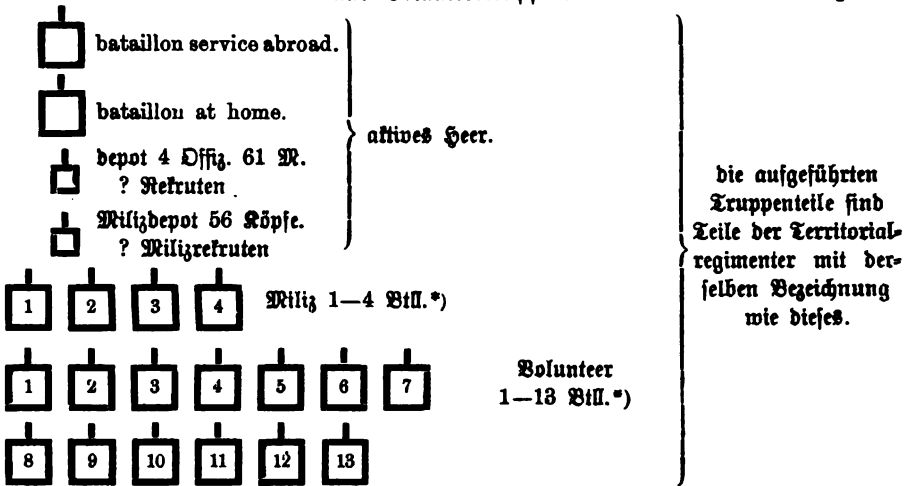 bataillon service abroad.
bataillon at home.
depot 4 Offiz. 61 M.
? Rekruten
Milizdepot 56 Köpfe.
? Milizrekruten
aktives Heer.
1 2 3 4 Miliz 1—4 Btll.*)
1 2 3 4 5 6 7
Volunteer
1—13 Btll.*)
8 9 10 11 12 13
die aufgeführten
Truppenteile sind
Teile der Territorial-
regimenter mit der-
selben Bezeichnung
wie dieses.